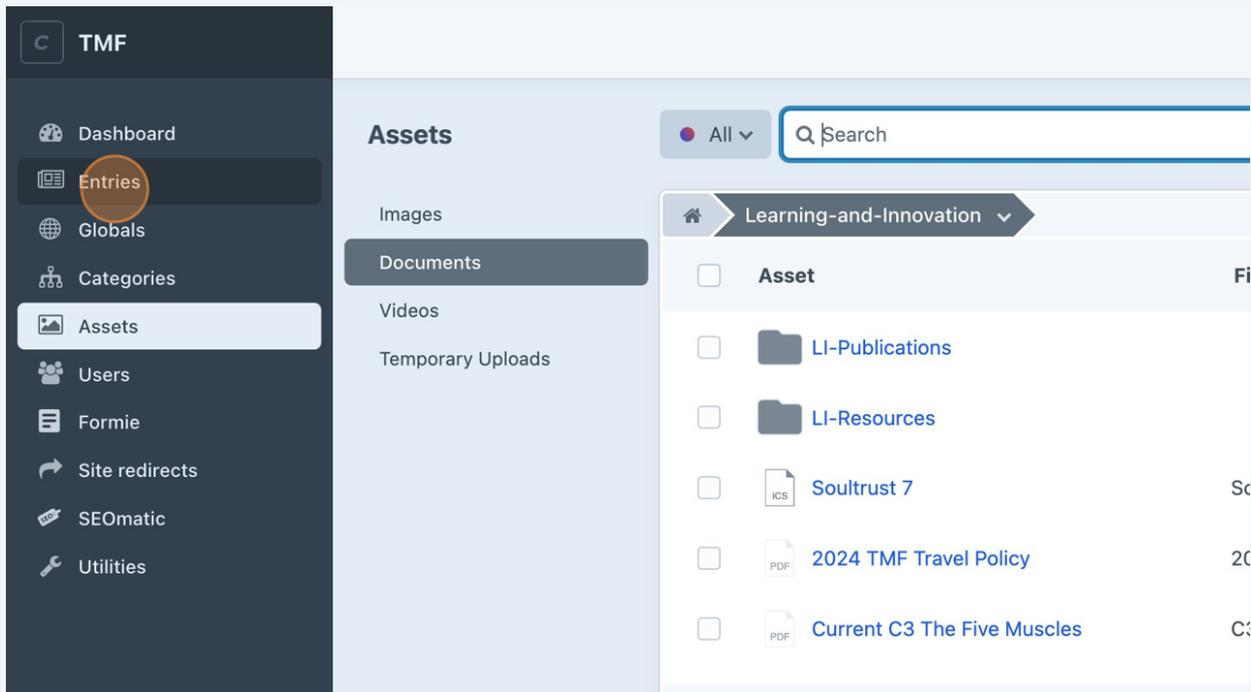 C TMF
Dashboard
Entries
Globals
Categories
Assets
Users
Formie
Site redirects
SEO SEOmatic
Utilities
Assets
Images
Documents
Videos
Temporary Uploads
All
Search
Learning-and-Innovation
Asset
LI-Publications
LI-Resources
ICS Soultrust 7
PDF 2024 TMF Travel Policy
PDF Current C3 The Five Muscles